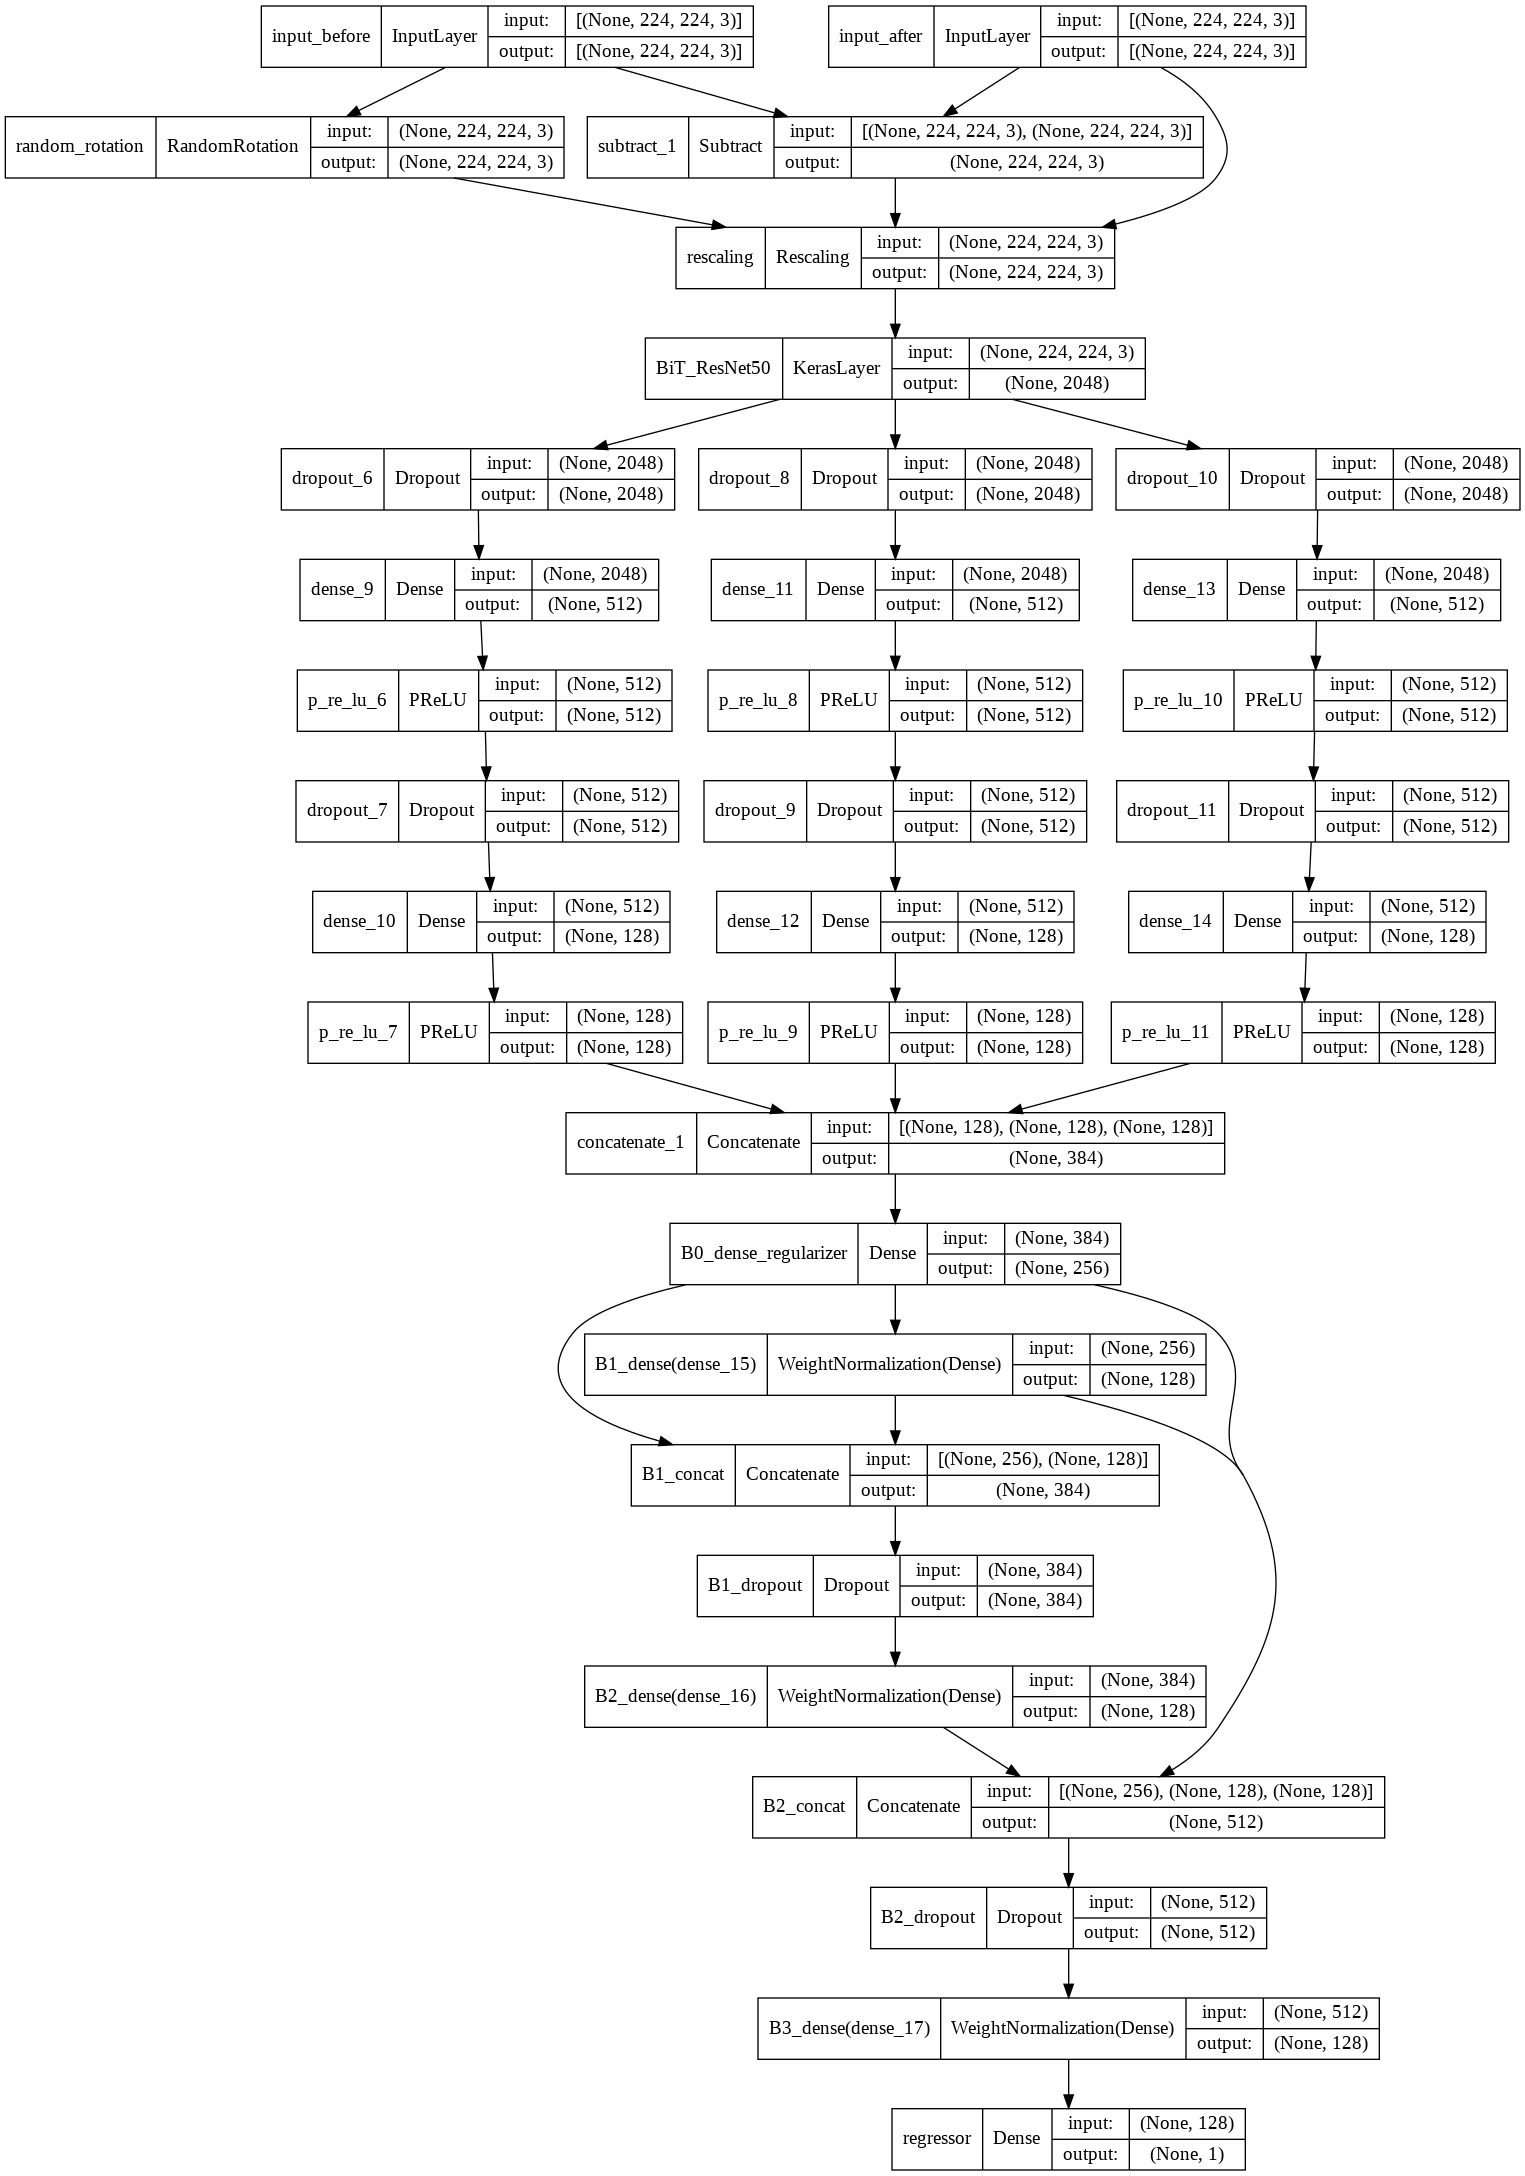 input_before InputLayer input: [(None, 224, 224, 3)]
output: [(None, 224, 224, 3)]
input_after InputLayer input: [(None, 224, 224, 3)]
output: [(None, 224, 224, 3)]
random_rotation RandomRotation input: (None, 224, 224, 3)
output: (None, 224, 224, 3)
subtract_1 Subtract input: [(None, 224, 224, 3), (None, 224, 224, 3)]
output: (None, 224, 224, 3)
rescaling Rescaling input: (None, 224, 224, 3)
output: (None, 224, 224, 3)
BiT_ResNet50 KerasLayer input: (None, 224, 224, 3)
output: (None, 2048)
dropout_6 Dropout input: (None, 2048)
output: (None, 2048)
dropout_8 Dropout input: (None, 2048)
output: (None, 2048)
dropout_10 Dropout input: (None, 2048)
output: (None, 2048)
dense_9 Dense input: (None, 2048)
output: (None, 512)
dense_11 Dense input: (None, 2048)
output: (None, 512)
dense_13 Dense input: (None, 2048)
output: (None, 512)
p_re_lu_6 PReLU input: (None, 512)
output: (None, 512)
p_re_lu_8 PReLU input: (None, 512)
output: (None, 512)
p_re_lu_10 PReLU input: (None, 512)
output: (None, 512)
dropout_7 Dropout input: (None, 512)
output: (None, 512)
dropout_9 Dropout input: (None, 512)
output: (None, 512)
dropout_11 Dropout input: (None, 512)
output: (None, 512)
dense_10 Dense input: (None, 512)
output: (None, 128)
dense_12 Dense input: (None, 512)
output: (None, 128)
dense_14 Dense input: (None, 512)
output: (None, 128)
p_re_lu_7 PReLU input: (None, 128)
output: (None, 128)
p_re_lu_9 PReLU input: (None, 128)
output: (None, 128)
p_re_lu_11 PReLU input: (None, 128)
output: (None, 128)
concatenate_1 Concatenate input: [(None, 128), (None, 128), (None, 128)]
output: (None, 384)
B0_dense_regularizer Dense input: (None, 384)
output: (None, 256)
B1_dense(dense_15) WeightNormalization(Dense) input: (None, 256)
output: (None, 128)
B1_concat Concatenate input: [(None, 256), (None, 128)]
output: (None, 384)
B1_dropout Dropout input: (None, 384)
output: (None, 384)
B2_dense(dense_16) WeightNormalization(Dense) input: (None, 384)
output: (None, 128)
B2_concat Concatenate input: [(None, 256), (None, 128), (None, 128)]
output: (None, 512)
B2_dropout Dropout input: (None, 512)
output: (None, 512)
B3_dense(dense_17) WeightNormalization(Dense) input: (None, 512)
output: (None, 128)
regressor Dense input: (None, 128)
output: (None, 1)